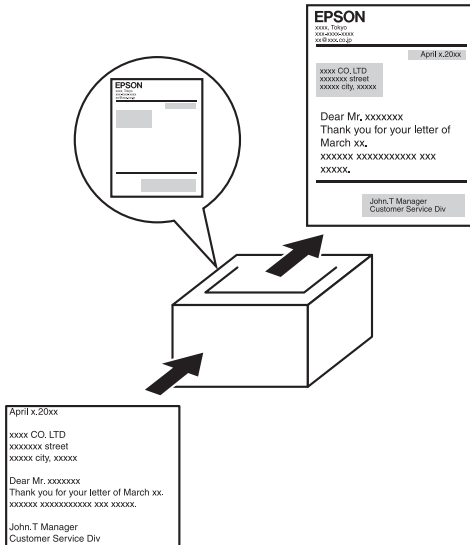 EPSON
xxxx, Tokyo
xxx-xxxx-xxxx
xx@xxx.co.jp
April x.20xx
xxxx CO. LTD
xxxxxxx street
xxxxx city, xxxxx
Dear Mr. xxxxxxx
Thank you for your letter of
March xx.
xxxxxx xxxxxxxxxxx xxx
xxxxx.
John.T Manager
Customer Service Div
EPSON
April x.20xx
xxxx CO. LTD
xxxxxxx street
xxxxx city, xxxxx
Dear Mr. xxxxxxx
Thank you for your letter of March xx.
xxxxxx xxxxxxxxxxx xxx xxxxx.
John.T Manager
Customer Service Div